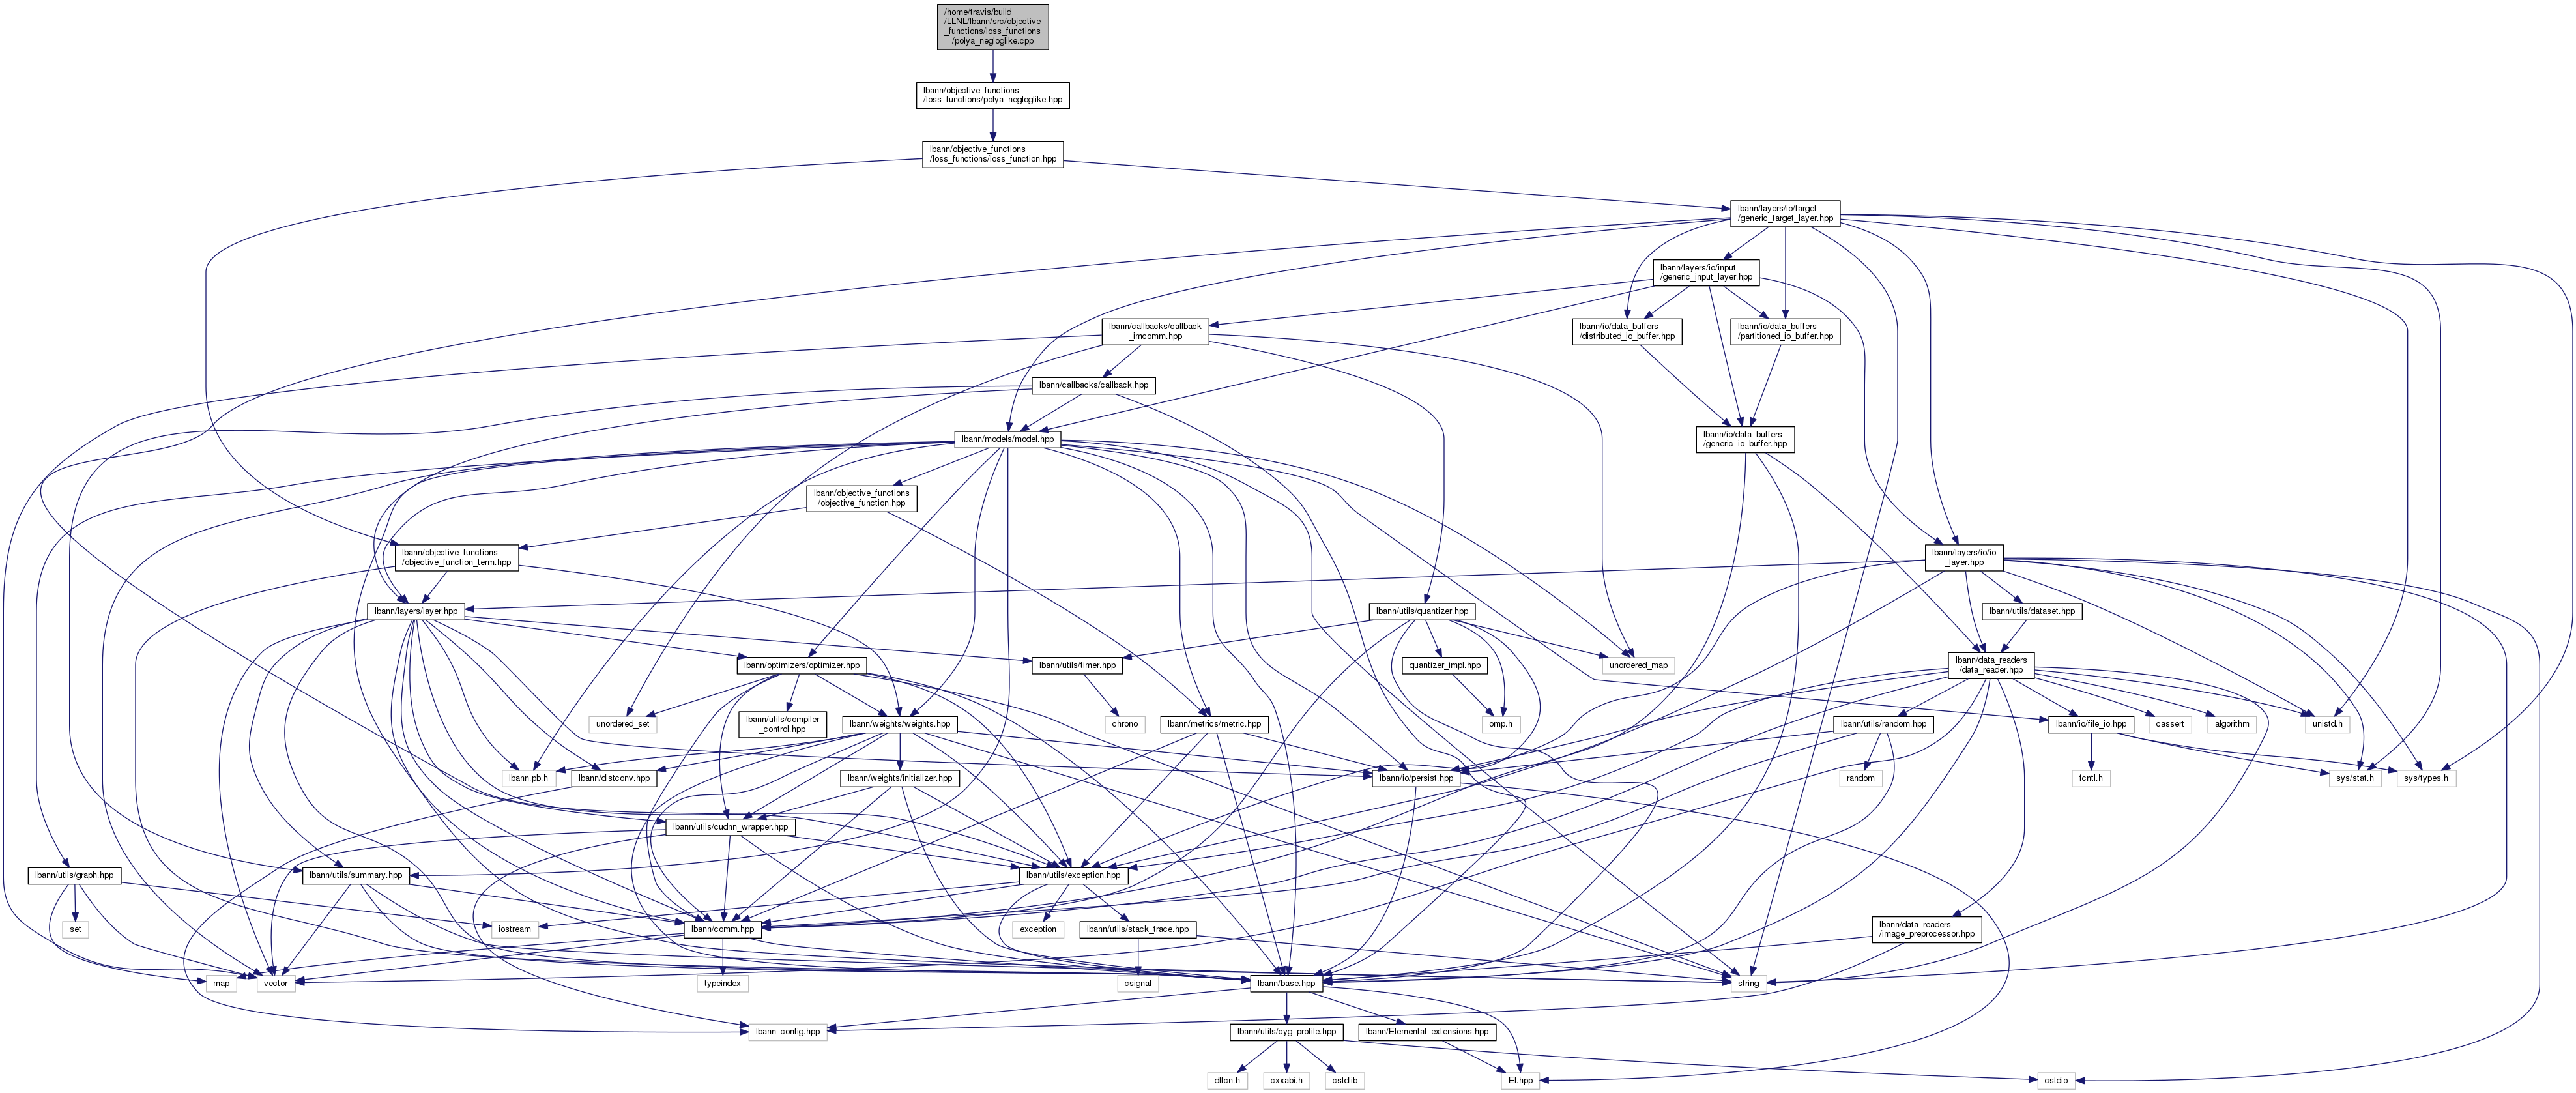 /home/travis/build
/LLNL/lbann/src/objective
_functions/loss_functions
/polya_negloglike.cpp
lbann/objective_functions
/loss_functions/polya_negloglike.hpp
lbann/objective_functions
/loss_functions/loss_function.hpp
lbann/layers/io/target
/generic_target_layer.hpp
lbann/layers/io/input
/generic_input_layer.hpp
lbann/callbacks/callback
_imcomm.hpp
lbann/io/data_buffers
/distributed_io_buffer.hpp
lbann/io/data_buffers
/partitioned_io_buffer.hpp
lbann/callbacks/callback.hpp
lbann/models/model.hpp
lbann/io/data_buffers
/generic_io_buffer.hpp
lbann/objective_functions
/objective_function.hpp
lbann/objective_functions
/objective_function_term.hpp
lbann/layers/io/io
_layer.hpp
lbann/layers/layer.hpp
lbann/utils/quantizer.hpp
lbann/utils/dataset.hpp
lbann/optimizers/optimizer.hpp
lbann/utils/timer.hpp
quantizer_impl.hpp
unordered_map
lbann/data_readers
/data_reader.hpp
unordered_set
lbann/utils/compiler
_control.hpp
lbann/weights/weights.hpp
chrono
lbann/metrics/metric.hpp
omp.h
lbann/utils/random.hpp
lbann/io/file_io.hpp
cassert
algorithm
unistd.h
lbann.pb.h
lbann/distconv.hpp
lbann/weights/initializer.hpp
lbann/io/persist.hpp
random
fcntl.h
sys/stat.h
sys/types.h
lbann/utils/cudnn_wrapper.hpp
lbann/utils/graph.hpp
lbann/utils/summary.hpp
lbann/utils/exception.hpp
set
iostream
lbann/comm.hpp
exception
lbann/utils/stack_trace.hpp
lbann/data_readers
/image_preprocessor.hpp
map
vector
typeindex
csignal
lbann/base.hpp
string
lbann_config.hpp
lbann/utils/cyg_profile.hpp
lbann/Elemental_extensions.hpp
dlfcn.h
cxxabi.h
cstdlib
El.hpp
cstdio